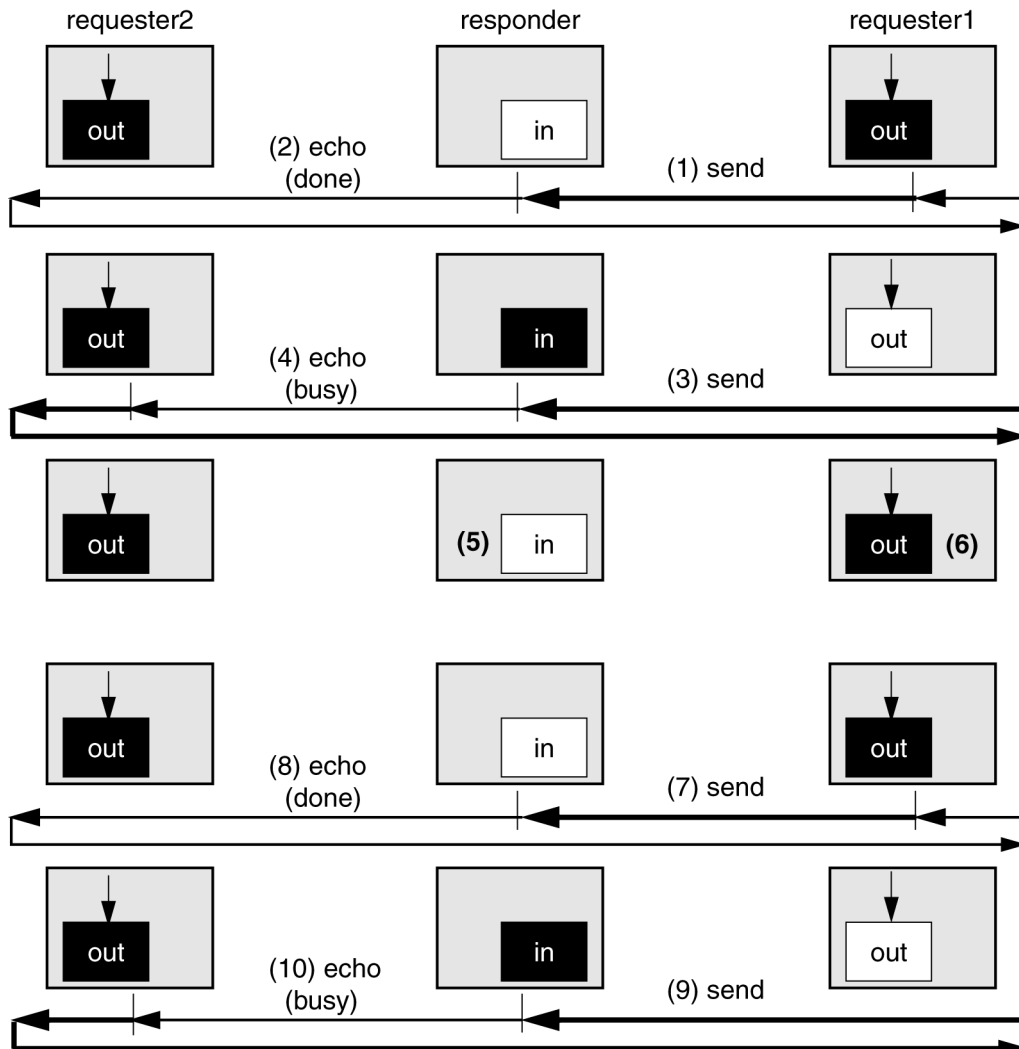 requester2 responder requester1
out in out
(2) echo
(done)
(1) send
out in out
(4) echo
(busy)
(3) send
out (5) in out (6)
out in out
(8) echo
(done)
(7) send
out in out
(10) echo
(busy)
(9) send